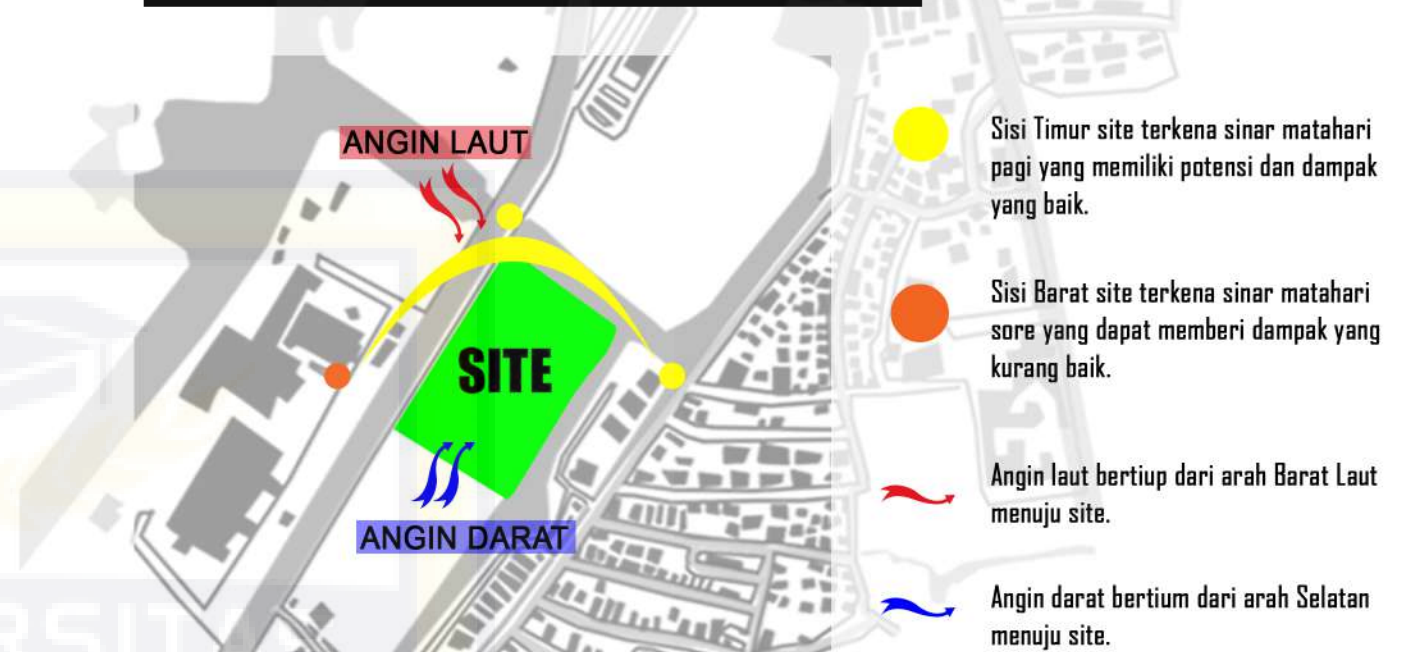 ANGIN LAUT
SITE
ANGIN DARAT
Sisi Timur site terkena sinar matahari
pagi yang memiliki potensi dan dampak
yang baik.
Sisi Barat site terkena sinar matahari
sore yang dapat memberi dampak yang
kurang baik.
Angin laut bertiup dari arah Barat Laut
menuju site.
Angin darat bertium dari arah Selatan
menuju site.